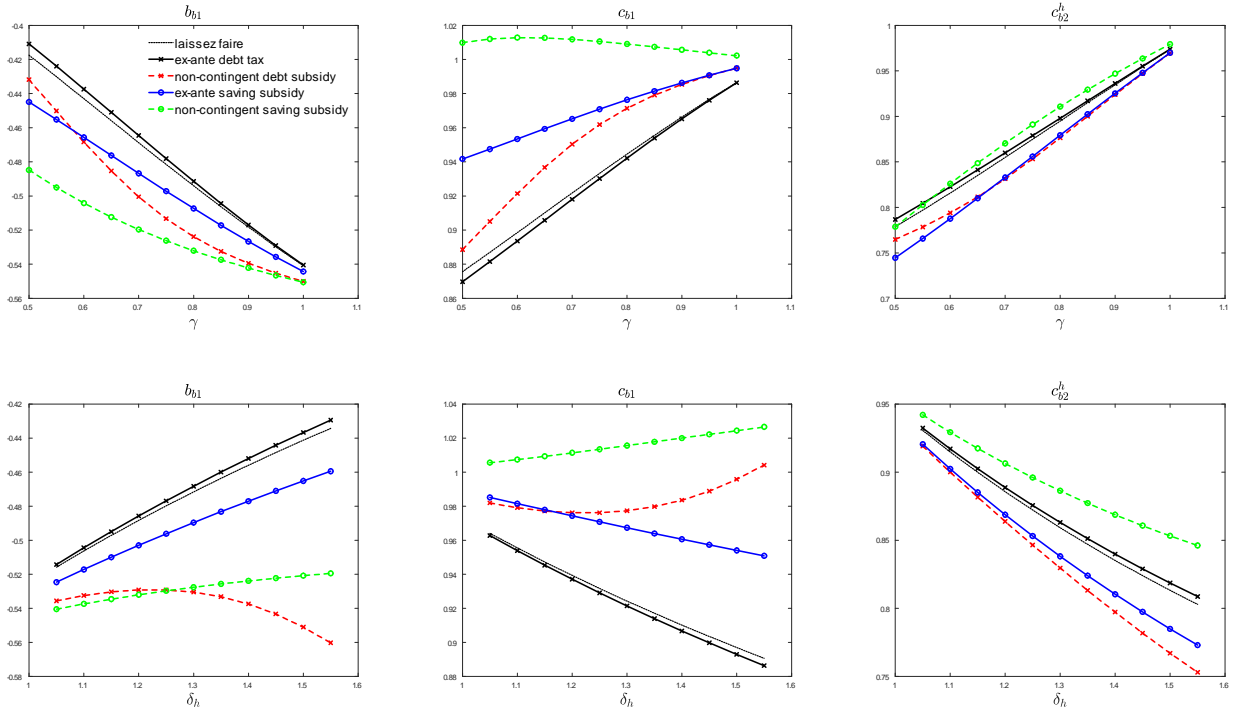 b_{b1}
-0.4
-0.42
-0.44
-0.46
-0.48
-0.5
-0.52
-0.54
-0.56
0.5 0.6 0.7 0.8 0.9 1 1.1
γ
laissez faire
ex-ante debt tax
non-contingent debt subsidy
ex-ante saving subsidy
non-contingent saving subsidy
c_{b1}
1.02
1
0.98
0.96
0.94
0.92
0.9
0.88
0.86
0.5 0.6 0.7 0.8 0.9 1 1.1
γ
c^h_{b2}
1
0.95
0.9
0.85
0.8
0.75
0.7
0.5 0.6 0.7 0.8 0.9 1 1.1
γ
b_{b1}
-0.42
-0.44
-0.46
-0.48
-0.5
-0.52
-0.54
-0.56
-0.58
1 1.1 1.2 1.3 1.4 1.5 1.6
δ_h
c_{b1}
1.04
1.02
1
0.98
0.96
0.94
0.92
0.9
0.88
1 1.1 1.2 1.3 1.4 1.5 1.6
δ_h
c^h_{b2}
0.95
0.9
0.85
0.8
0.75
1 1.1 1.2 1.3 1.4 1.5 1.6
δ_h